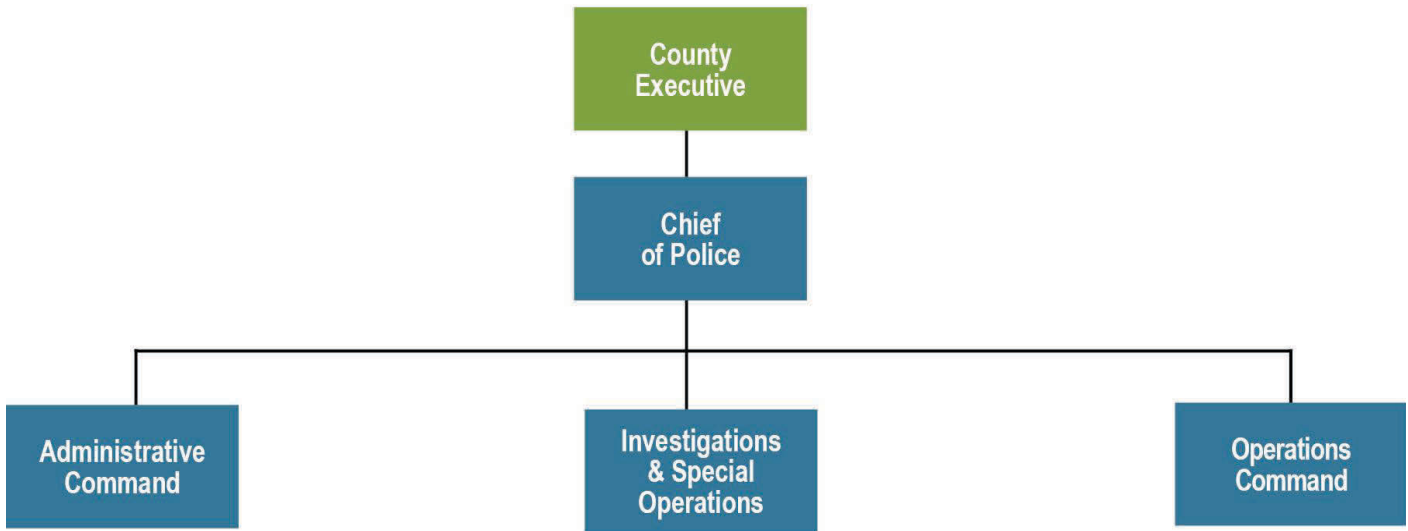 County
Executive
Chief
of Police
Administrative
Command
Investigations
& Special
Operations
Operations
Command